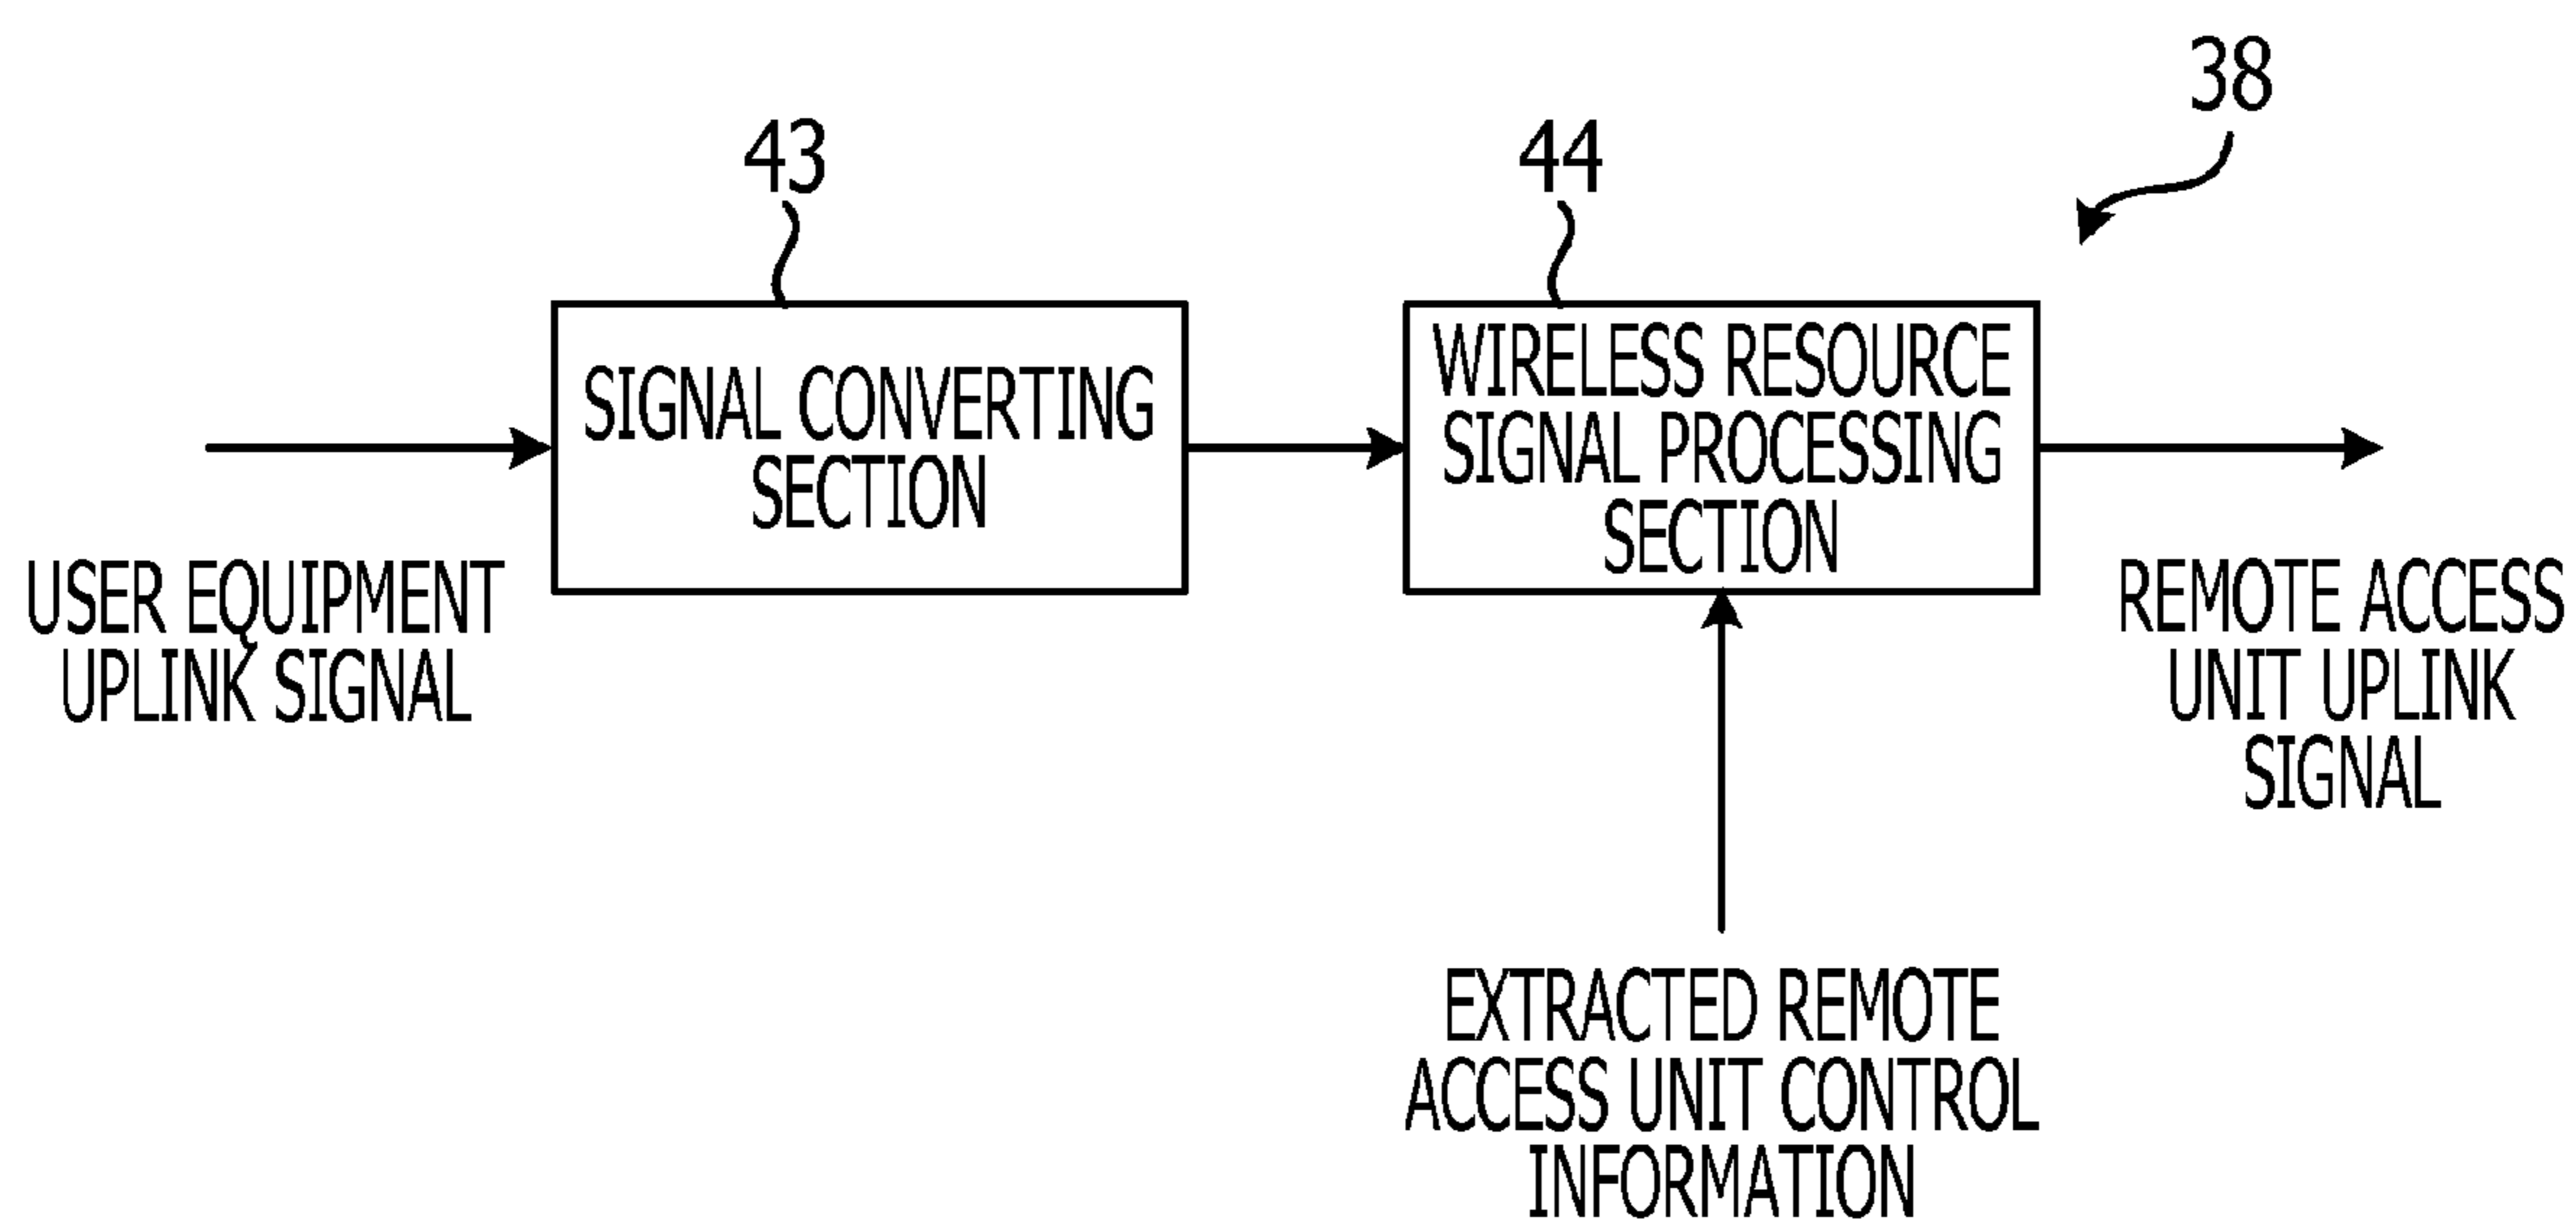 38
43
44
SIGNAL CONVERTING
SECTION
WIRELESS RESOURCE
SIGNAL PROCESSING
SECTION
USER EQUIPMENT
UPLINK SIGNAL
REMOTE ACCESS
UNIT UPLINK
SIGNAL
EXTRACTED REMOTE
ACCESS UNIT CONTROL
INFORMATION